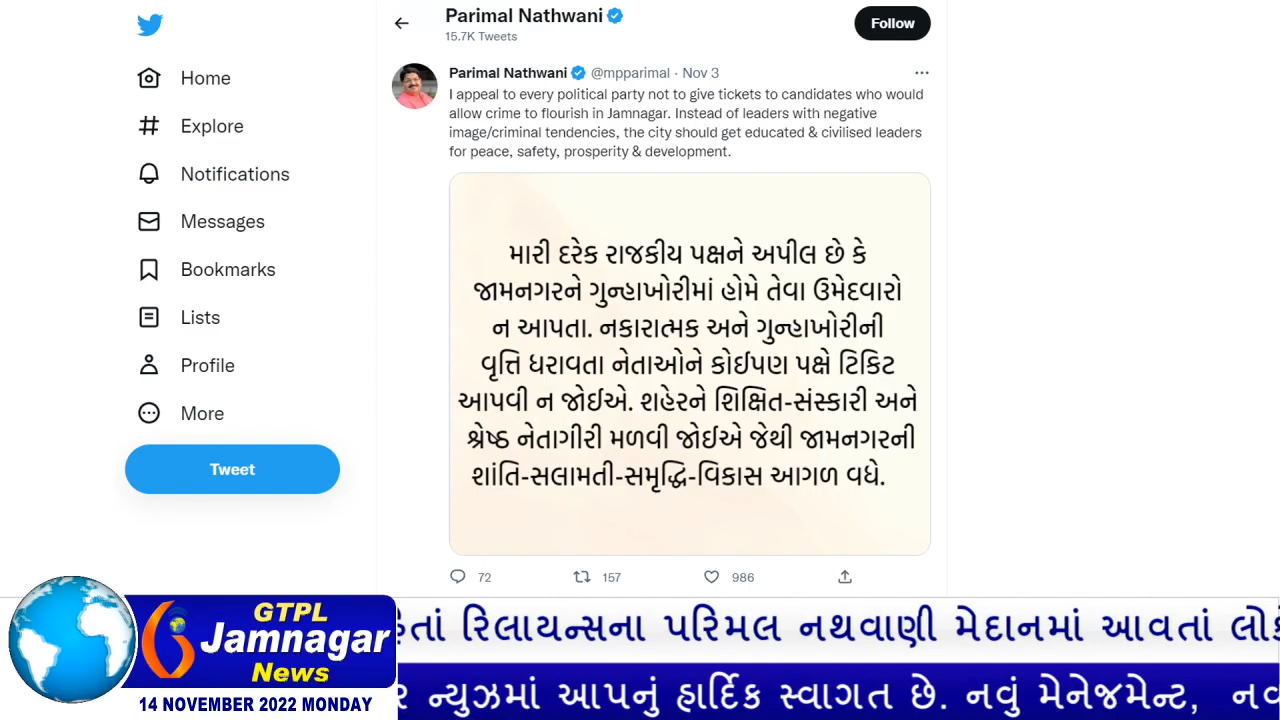 Parimal Nathwani
15.7K Tweets
Follow
Home
Explore
Notifications
Messages
Bookmarks
Lists
Profile
More
Tweet
Parimal Nathwani @mpparimal · Nov 3
I appeal to every political party not to give tickets to candidates who would
allow crime to flourish in Jamnagar. Instead of leaders with negative
image/criminal tendencies, the city should get educated & civilised leaders
for peace, safety, prosperity & development.
મારી દરેક રાજકીય પક્ષને અપીલ છે કે
જામનગરને ગુન્હાખોરીમાં હોમે તેવા ઉમેદવારો
ન આપતા. નકારાત્મક અને ગુન્હાખોરીની
વૃત્તિ ધરાવતા નેતાઓને કોઈપણ પક્ષે ટિકિટ
આપવી ન જોઈએ. શહેરને શિક્ષિત-સંસ્કારી અને
શ્રેષ્ઠ નેતાગીરી મળવી જોઈએ જેથી જામનગરની
શાંતિ-સલામતી-સમૃદ્ધિ-વિકાસ આગળ વધે.
72 157 986
GTPL
Jamnagar
News
14 NOVEMBER 2022 MONDAY
રિલાયન્સના પરિમલ નથવાણી મેદાનમાં આવતાં
ન્યુઝમાં આપનું હાર્દિક સ્વાગત છે. નવું મેનેજમેન્ટ,